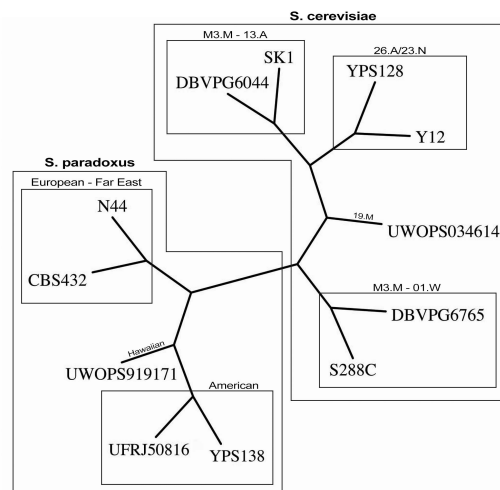 S. cerevisiae
M3.M - 13.A
SK1
DBVPG6044
26.A/23.N
YPS128
Y12
S. paradoxus
European - Far East
N44
CBS432
19.M
UWOPS034614
M3.M - 01.W
DBVPG6765
S288C
Hawaiian
UWOPS919171
American
UFRJ50816
YPS138